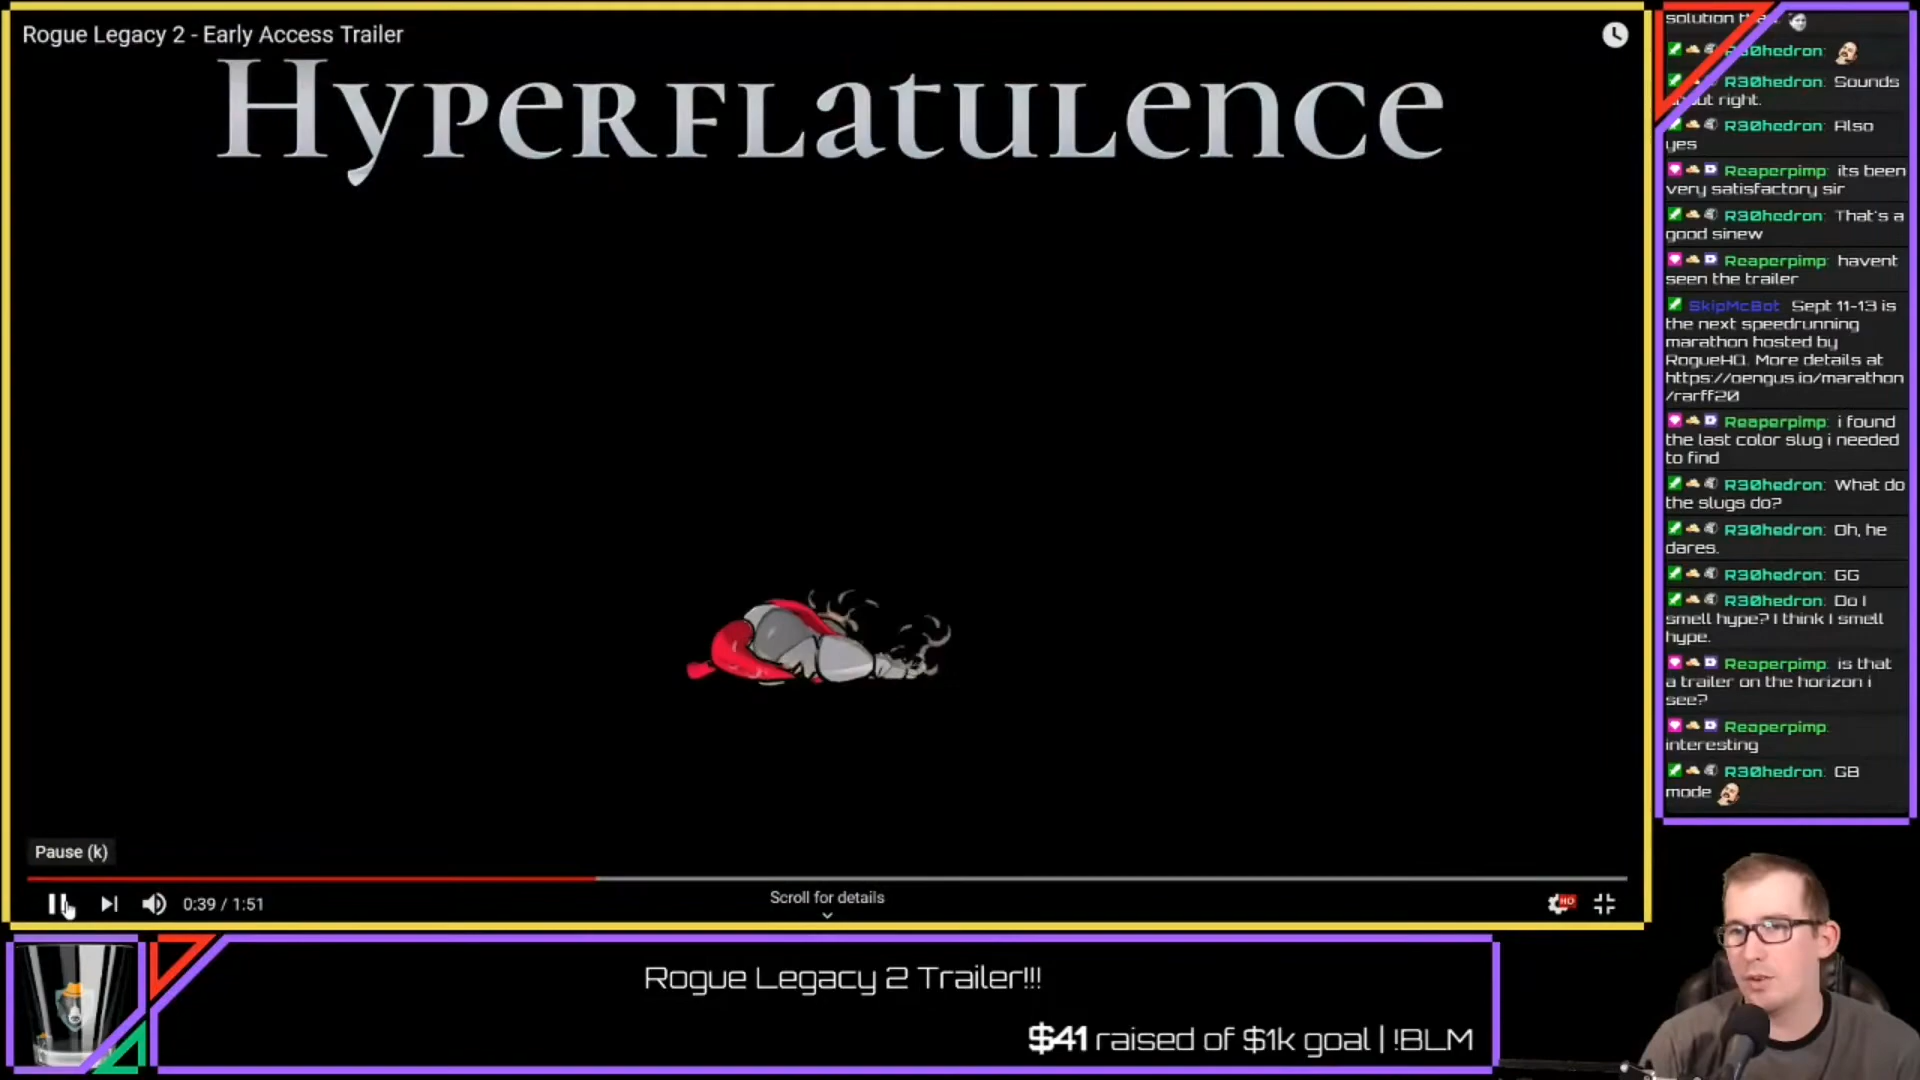 Rogue Legacy 2 - Early Access Trailer
Hyperflatulence
Pause (k)
0:39 / 1:51
Scroll for details
HD
solution
R30hedron:
R30hedron: Sounds
right.
R30hedron: Also
yes
Reaperpimp: its been
very satisfactory sir
R30hedron: That's a
good sinew
Reaperpimp: havent
seen the trailer
SkipMcBot Sept 11-13 is
the next speedrunning
marathon hosted by
RogueHQ. More details at
https://oengus.io/marathon
/rarff20
Reaperpimp: i found
the last color slug i needed
to find
R30hedron: What do
the slugs do?
R30hedron: Oh, he
dares.
R30hedron: GG
R30hedron: Do I
smell hype? I think I smell
hype.
Reaperpimp: is that
a trailer on the horizon i
see?
Reaperpimp:
interesting
R30hedron: GB
mode
Rogue Legacy 2 Trailer!!!
$41 raised of $1k goal | !BLM